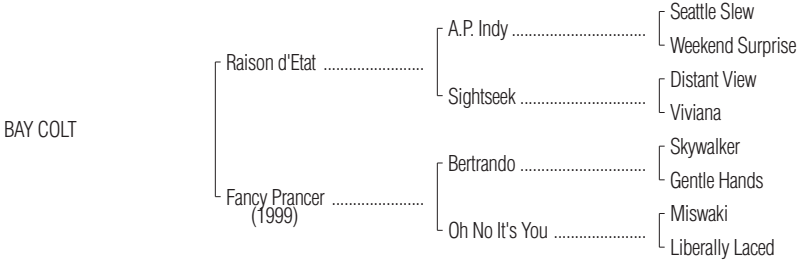 Seattle Slew
A.P. Indy ................................
Weekend Surprise
Raison d'Etat ........................
Distant View
Sightseek ..............................
Viviana
BAY COLT
Skywalker
Bertrando ..............................
Gentle Hands
Fancy Prancer ......................
(1999)
Miswaki
Oh No It's You ......................
Liberally Laced